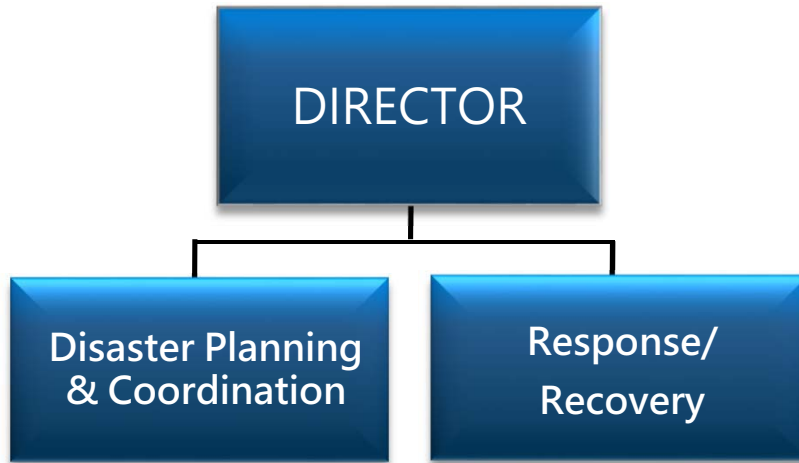 DIRECTOR
Disaster Planning
& Coordination
Response/
Recovery